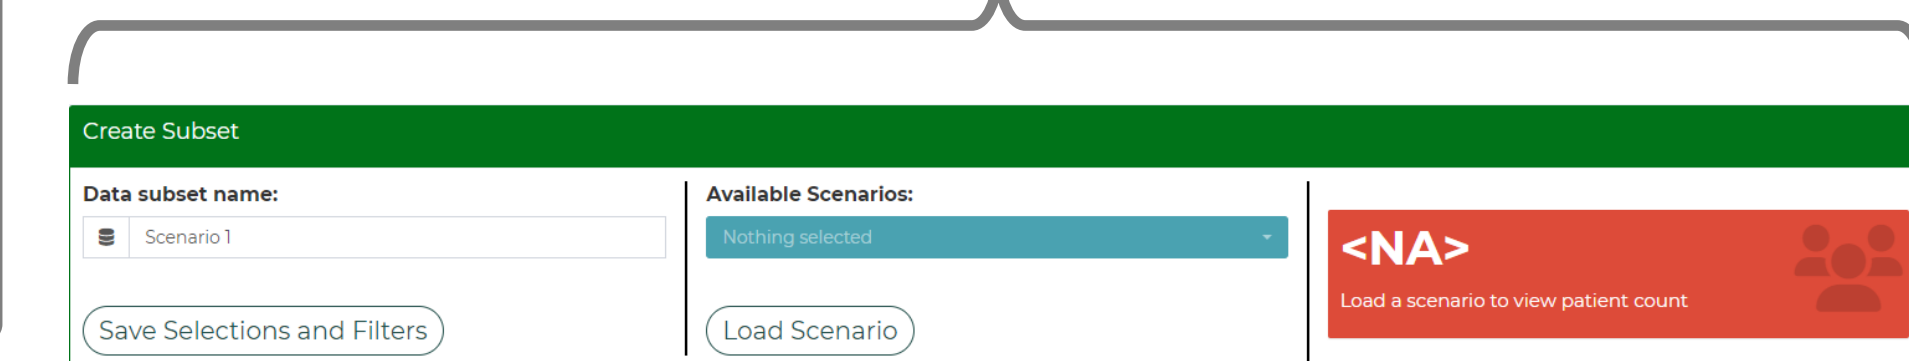 Create Subset
Data subset name:
Scenario 1
Save Selections and Filters
Available Scenarios:
Nothing selected
Load Scenario
<NA>
Load a scenario to view patient count